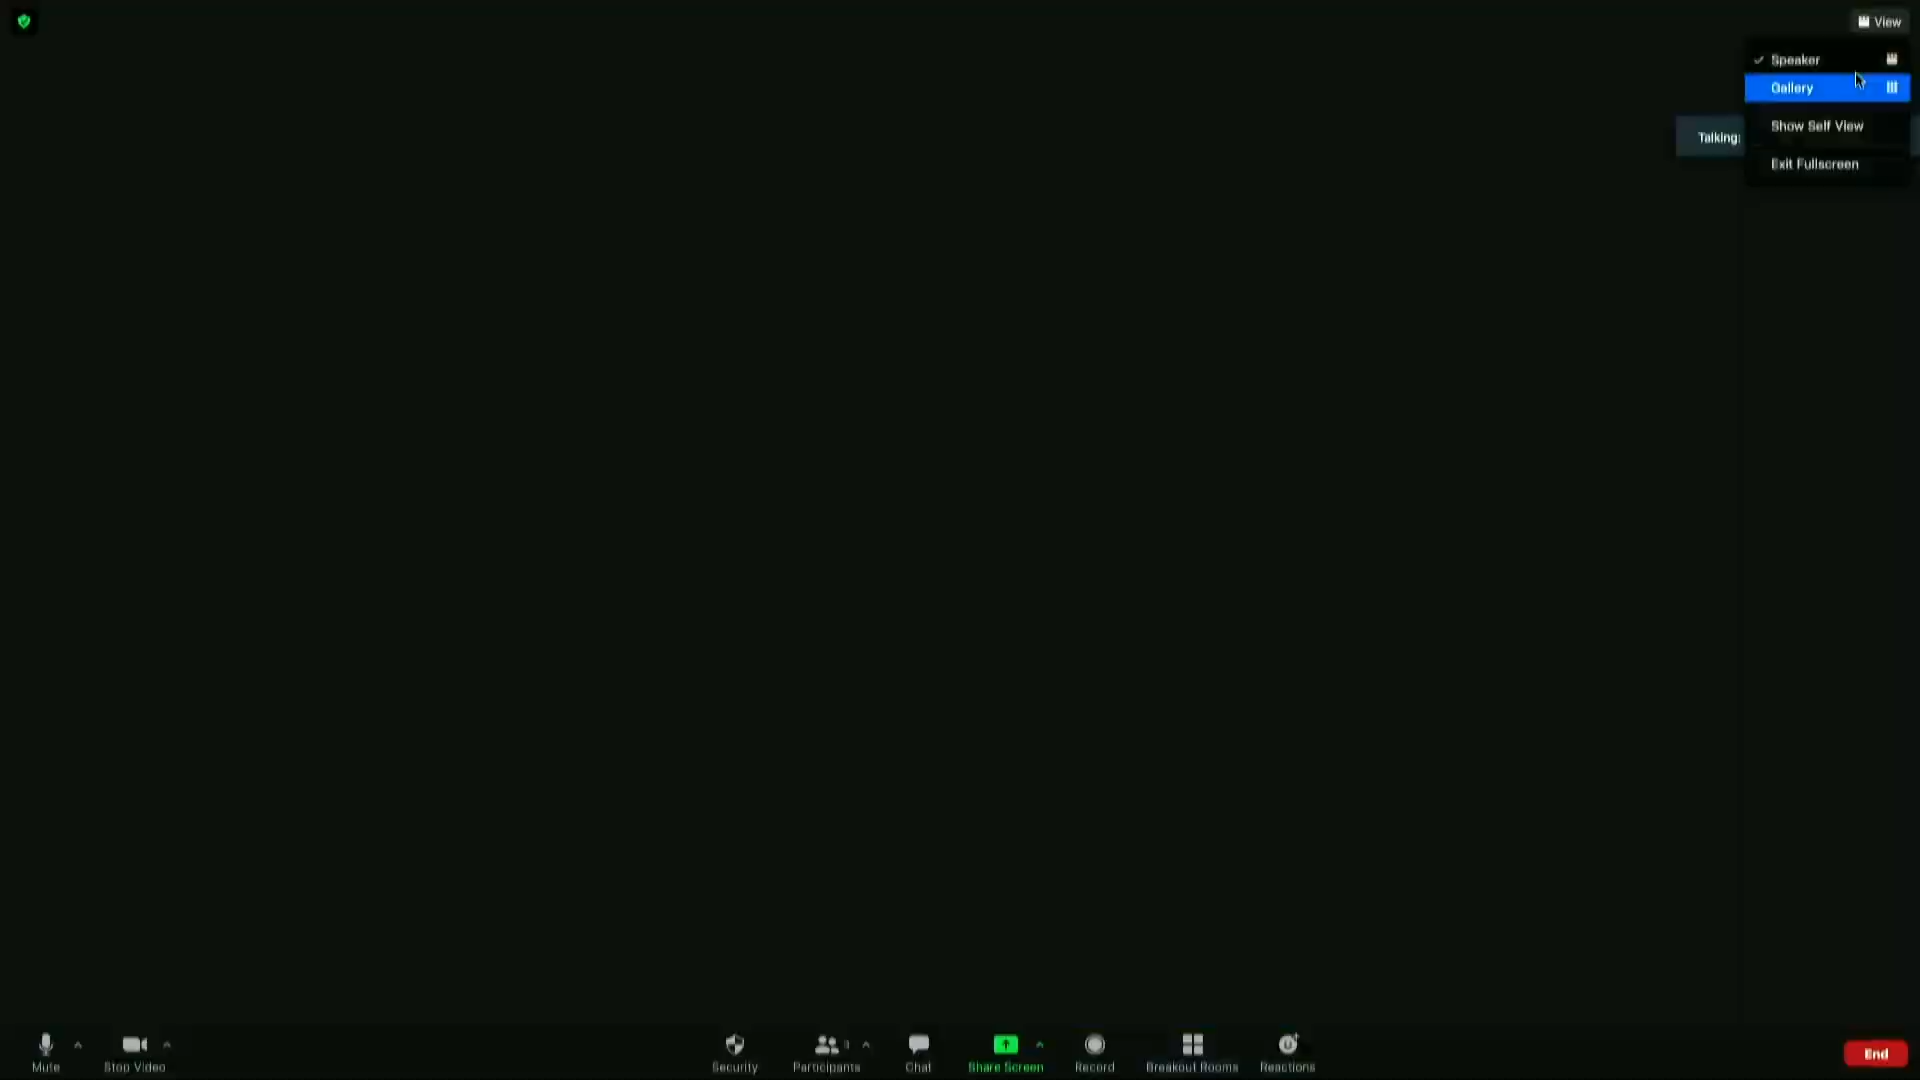 View
Speaker
Gallery
Talking:
Show Self View
Exit Fullscreen
Mute
Stop Video
Security
Participants
Chat
Share Screen
Record
Breakout Rooms
Reactions
End